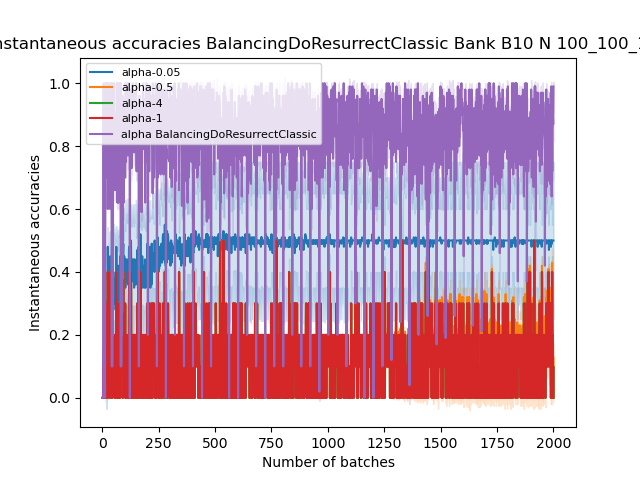 nstantaneous accuracies BalancingDoResurrectClassic Bank B10 N 100_100_1
alpha-0.05
alpha-0.5
alpha-4
alpha-1
alpha BalancingDoResurrectClassic
Instantaneous accuracies
1.0
0.8
0.6
0.4
0.2
0.0
0 250 500 750 1000 1250 1500 1750 2000
Number of batches